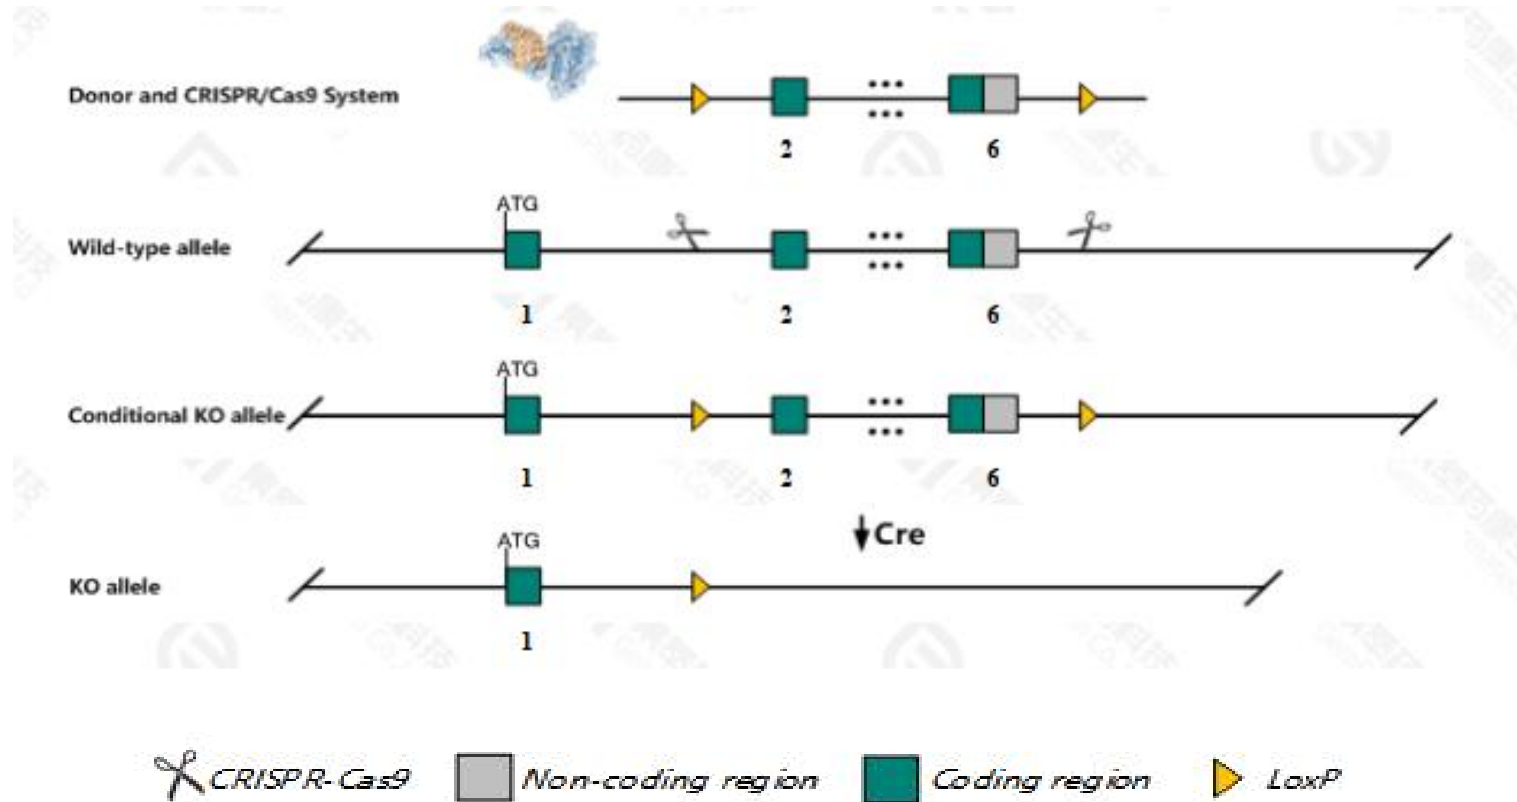 Donor and CRISPR/Cas9 System
2 6
ATG
Wild-type allele
1 2 6
ATG
Conditional KO allele
1 2 6
Cre
ATG
KO allele
1
CRISPR-Cas9 Non-coding region Coding region LoxP